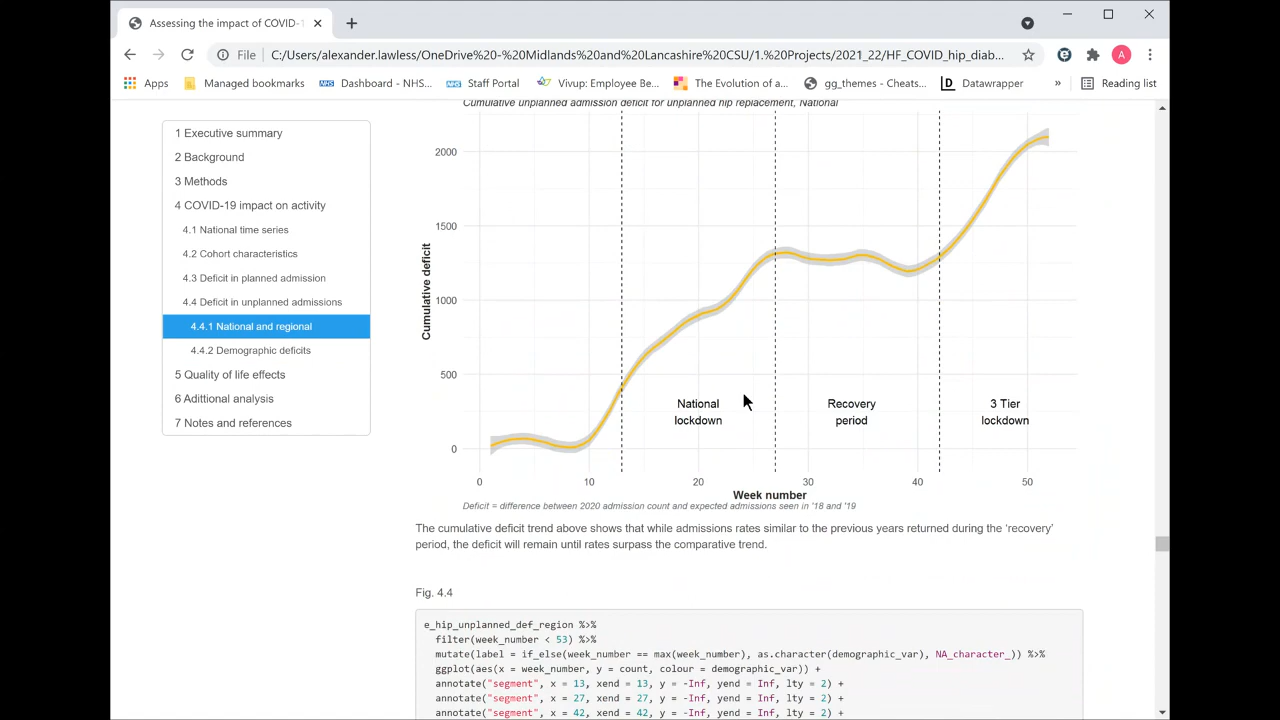 Assessing the impact of COVID-1
File
C:/Users/alexander.lawless/OneDrive%20-%20Midlands%20and%20Lancashire%20CSU/1.%20Projects/2021_22/HF_COVID_hip_diab...
A
Apps
Managed bookmarks
Dashboard - NHS...
Staff Portal
Vivup: Employee Be...
The Evolution of a...
gg_themes - Cheats...
Datawrapper
»
Reading list
1 Executive summary
2 Background
3 Methods
4 COVID-19 impact on activity
4.1 National time series
4.2 Cohort characteristics
4.3 Deficit in planned admission
4.4 Deficit in unplanned admissions
4.4.1 National and regional
4.4.2 Demographic deficits
5 Quality of life effects
6 Adittional analysis
7 Notes and references
Cumulative unplanned admission deficit for unplanned hip replacement, National
Cumulative deficit
2000
1500
1000
500
0
National lockdown
Recovery period
3 Tier lockdown
0 10 20 30 40 50
Week number
Deficit = difference between 2020 admission count and expected admissions seen in '18 and '19
The cumulative deficit trend above shows that while admissions rates similar to the previous years returned during the ‘recovery’
period, the deficit will remain until rates surpass the comparative trend.
Fig. 4.4
e_hip_unplanned_def_region %>%
filter(week_number < 53) %>%
mutate(label = if_else(week_number == max(week_number), as.character(demographic_var), NA_character_)) %>%
ggplot(aes(x = week_number, y = count, colour = demographic_var)) +
annotate("segment", x = 13, xend = 13, y = -Inf, yend = Inf, lty = 2) +
annotate("segment", x = 27, xend = 27, y = -Inf, yend = Inf, lty = 2) +
annotate("segment", x = 42, xend = 42, y = -Inf, yend = Inf, lty = 2) +